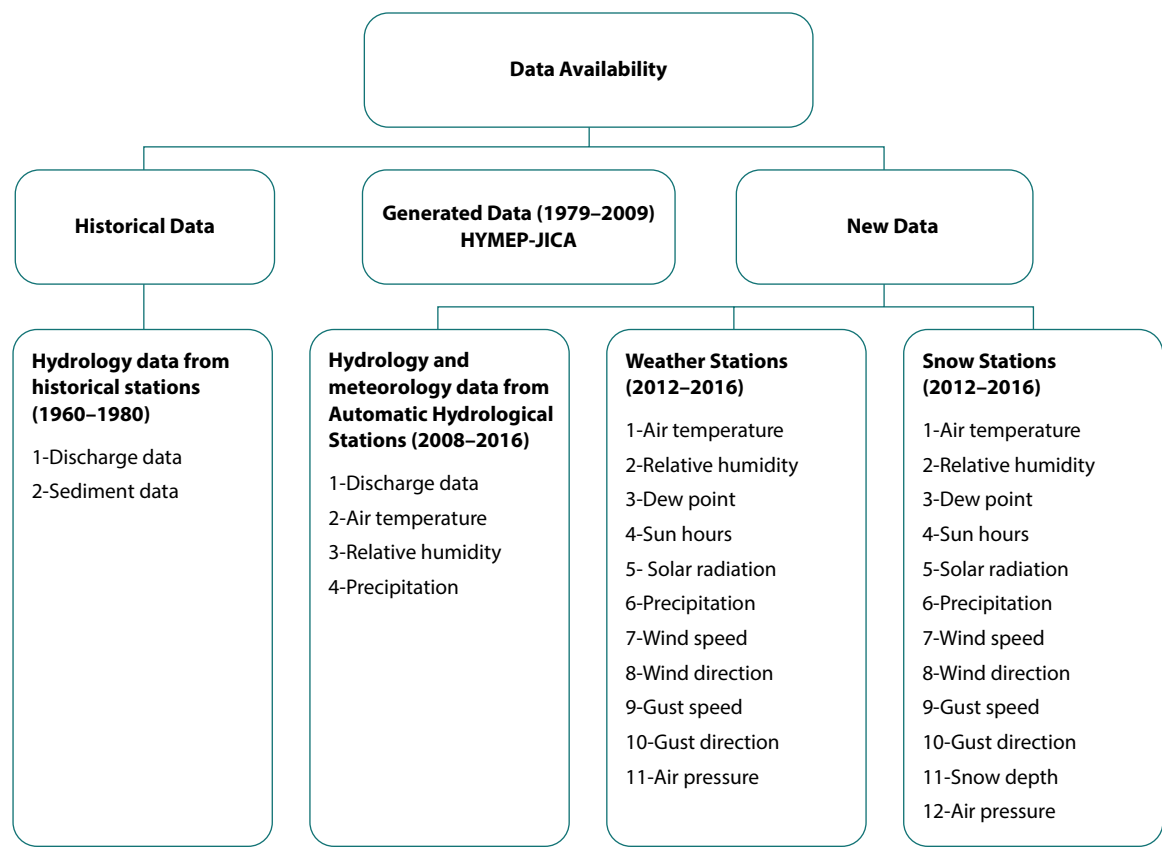 Data Availability
Historical Data
Generated Data (1979–2009)
HYMEP-JICA
New Data
Hydrology data from
historical stations
(1960–1980)
1-Discharge data
2-Sediment data
Hydrology and
meteorology data from
Automatic Hydrological
Stations (2008–2016)
1-Discharge data
2-Air temperature
3-Relative humidity
4-Precipitation
Weather Stations
(2012–2016)
1-Air temperature
2-Relative humidity
3-Dew point
4-Sun hours
5- Solar radiation
6-Precipitation
7-Wind speed
8-Wind direction
9-Gust speed
10-Gust direction
11-Air pressure
Snow Stations
(2012–2016)
1-Air temperature
2-Relative humidity
3-Dew point
4-Sun hours
5-Solar radiation
6-Precipitation
7-Wind speed
8-Wind direction
9-Gust speed
10-Gust direction
11-Snow depth
12-Air pressure